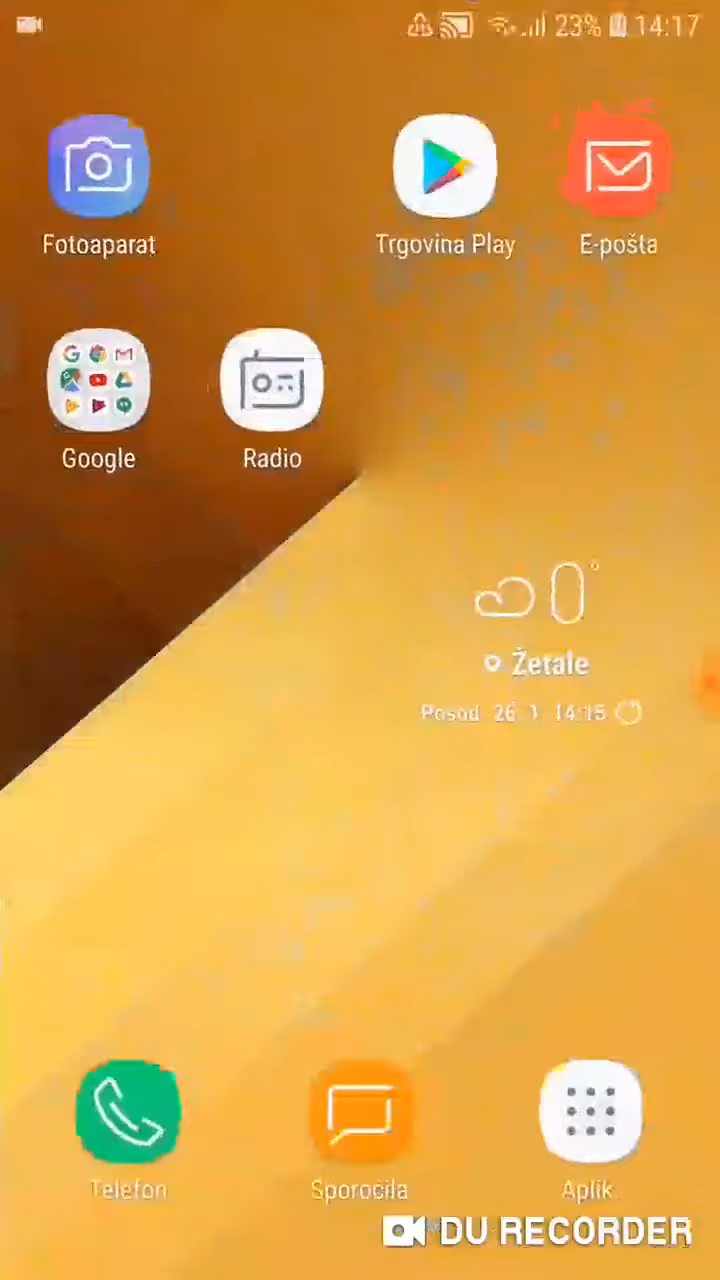 23% 14:17
Fotoaparat
Trgovina Play
E-pošta
Google
Radio
0°
Žetale
Posod. 26. 1. 14:15
Telefon
Sporočila
Aplik.
DU RECORDER